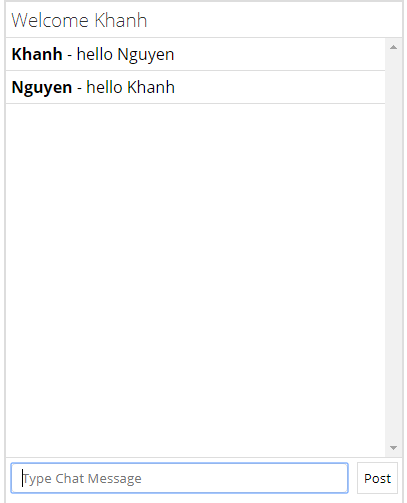 Welcome Khanh
Khanh - hello Nguyen
Nguyen - hello Khanh
Type Chat Message
Post